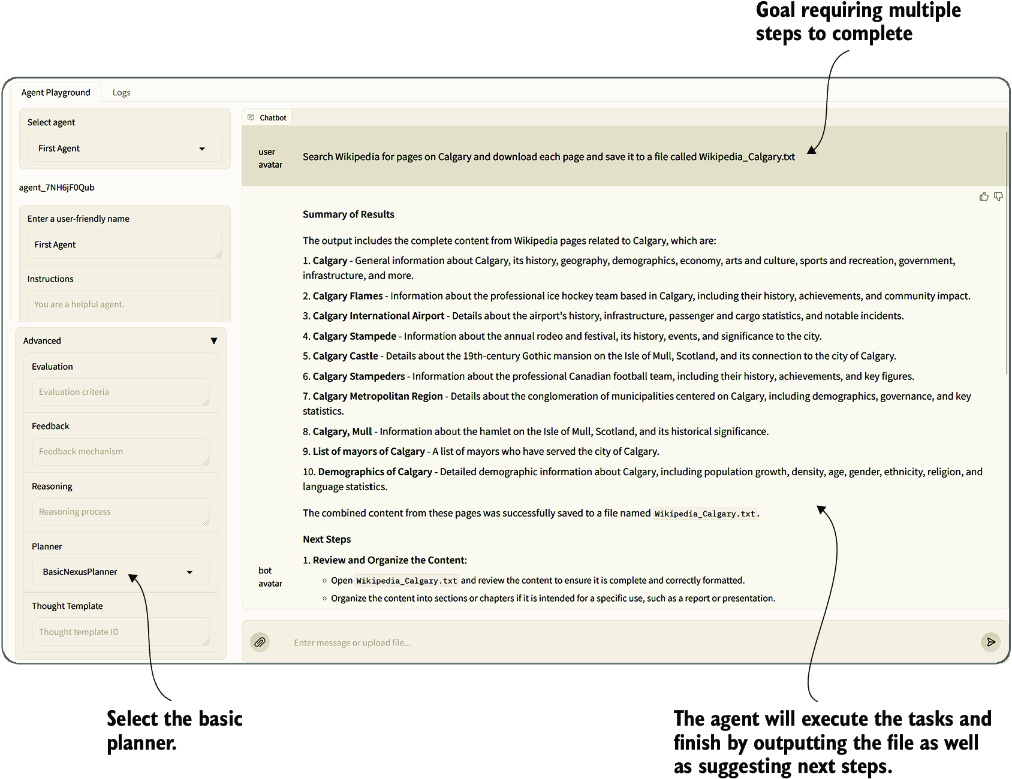 Goal requiring multiple
steps to complete
Agent Playground
Logs
Select agent
First Agent
agent_7NH6jF0Qub
Enter a user-friendly name
First Agent
Instructions
You are a helpful agent.
Advanced
Evaluation
Evaluation criteria
Feedback
Feedback mechanism
Reasoning
Reasoning process
Planner
BasicNexusPlanner
Thought Template
Thought template ID
Chatbot
user
avatar
Search Wikipedia for pages on Calgary and download each page and save it to a file called Wikipedia_Calgary.txt
Summary of Results
The output includes the complete content from Wikipedia pages related to Calgary, which are:
1. Calgary - General information about Calgary, its history, geography, demographics, economy, arts and culture, sports and recreation, government,
infrastructure, and more.
2. Calgary Flames - Information about the professional ice hockey team based in Calgary, including their history, achievements, and community impact.
3. Calgary International Airport - Details about the airport's history, infrastructure, passenger and cargo statistics, and notable incidents.
4. Calgary Stampede - Information about the annual rodeo and festival, its history, events, and significance to the city.
5. Calgary Castle - Details about the 19th-century Gothic mansion on the Isle of Mull, Scotland, and its connection to the city of Calgary.
6. Calgary Stampeders - Information about the professional Canadian football team, including their history, achievements, and key figures.
7. Calgary Metropolitan Region - Details about the conglomeration of municipalities centered on Calgary, including demographics, governance, and key
statistics.
8. Calgary, Mull - Information about the hamlet on the Isle of Mull, Scotland, and its historical significance.
9. List of mayors of Calgary - A list of mayors who have served the city of Calgary.
10. Demographics of Calgary - Detailed demographic information about Calgary, including population growth, density, age, gender, ethnicity, religion, and
language statistics.
The combined content from these pages was successfully saved to a file named Wikipedia_Calgary.txt.
Next Steps
1. Review and Organize the Content:
bot
avatar
○ Open Wikipedia_Calgary.txt and review the content to ensure it is complete and correctly formatted.
○ Organize the content into sections or chapters if it is intended for a specific use, such as a report or presentation.
Enter message or upload file...
Select the basic
planner.
The agent will execute the tasks and
finish by outputting the file as well
as suggesting next steps.